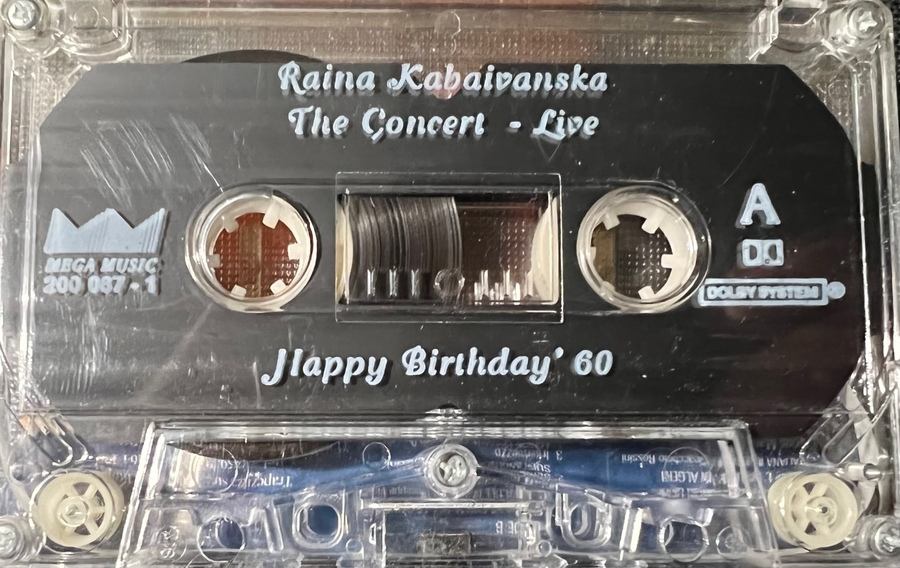 Raina Kabaivanska
The Concert - Live
MEGA MUSIC
200 087 - 1
A
DOLBY SYSTEM
Happy Birthday' 60